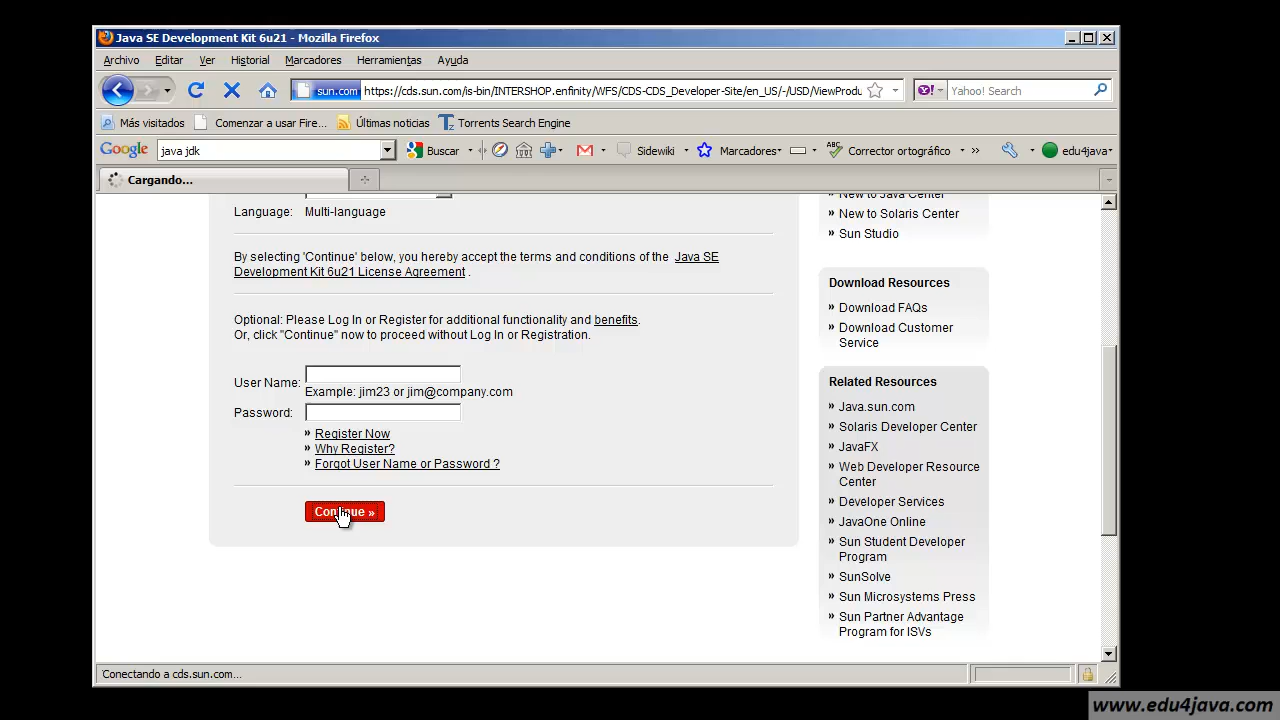 Java SE Development Kit 6u21 - Mozilla Firefox
Archivo Editar Ver Historial Marcadores Herramientas Ayuda
sun.com https://cds.sun.com/is-bin/INTERSHOP.enfinity/WFS/CDS-CDS_Developer-Site/en_US/-/USD/ViewProdu Yahoo! Search
Más visitados Comenzar a usar Fire... Últimas noticias Torrents Search Engine
Google java jdk Buscar Sidewiki Marcadores Corrector ortográfico » edu4java
Cargando...
Language: Multi-language
By selecting 'Continue' below, you hereby accept the terms and conditions of the Java SE
Development Kit 6u21 License Agreement .
Optional: Please Log In or Register for additional functionality and benefits.
Or, click "Continue" now to proceed without Log In or Registration.
User Name:
Example: jim23 or jim@company.com
Password:
» Register Now
» Why Register?
» Forgot User Name or Password ?
Continue »
» New to Java Center
» New to Solaris Center
» Sun Studio
Download Resources
» Download FAQs
» Download Customer
Service
Related Resources
» Java.sun.com
» Solaris Developer Center
» JavaFX
» Web Developer Resource
Center
» Developer Services
» JavaOne Online
» Sun Student Developer
Program
» SunSolve
» Sun Microsystems Press
» Sun Partner Advantage
Program for ISVs
Conectando a cds.sun.com...
www.edu4java.com